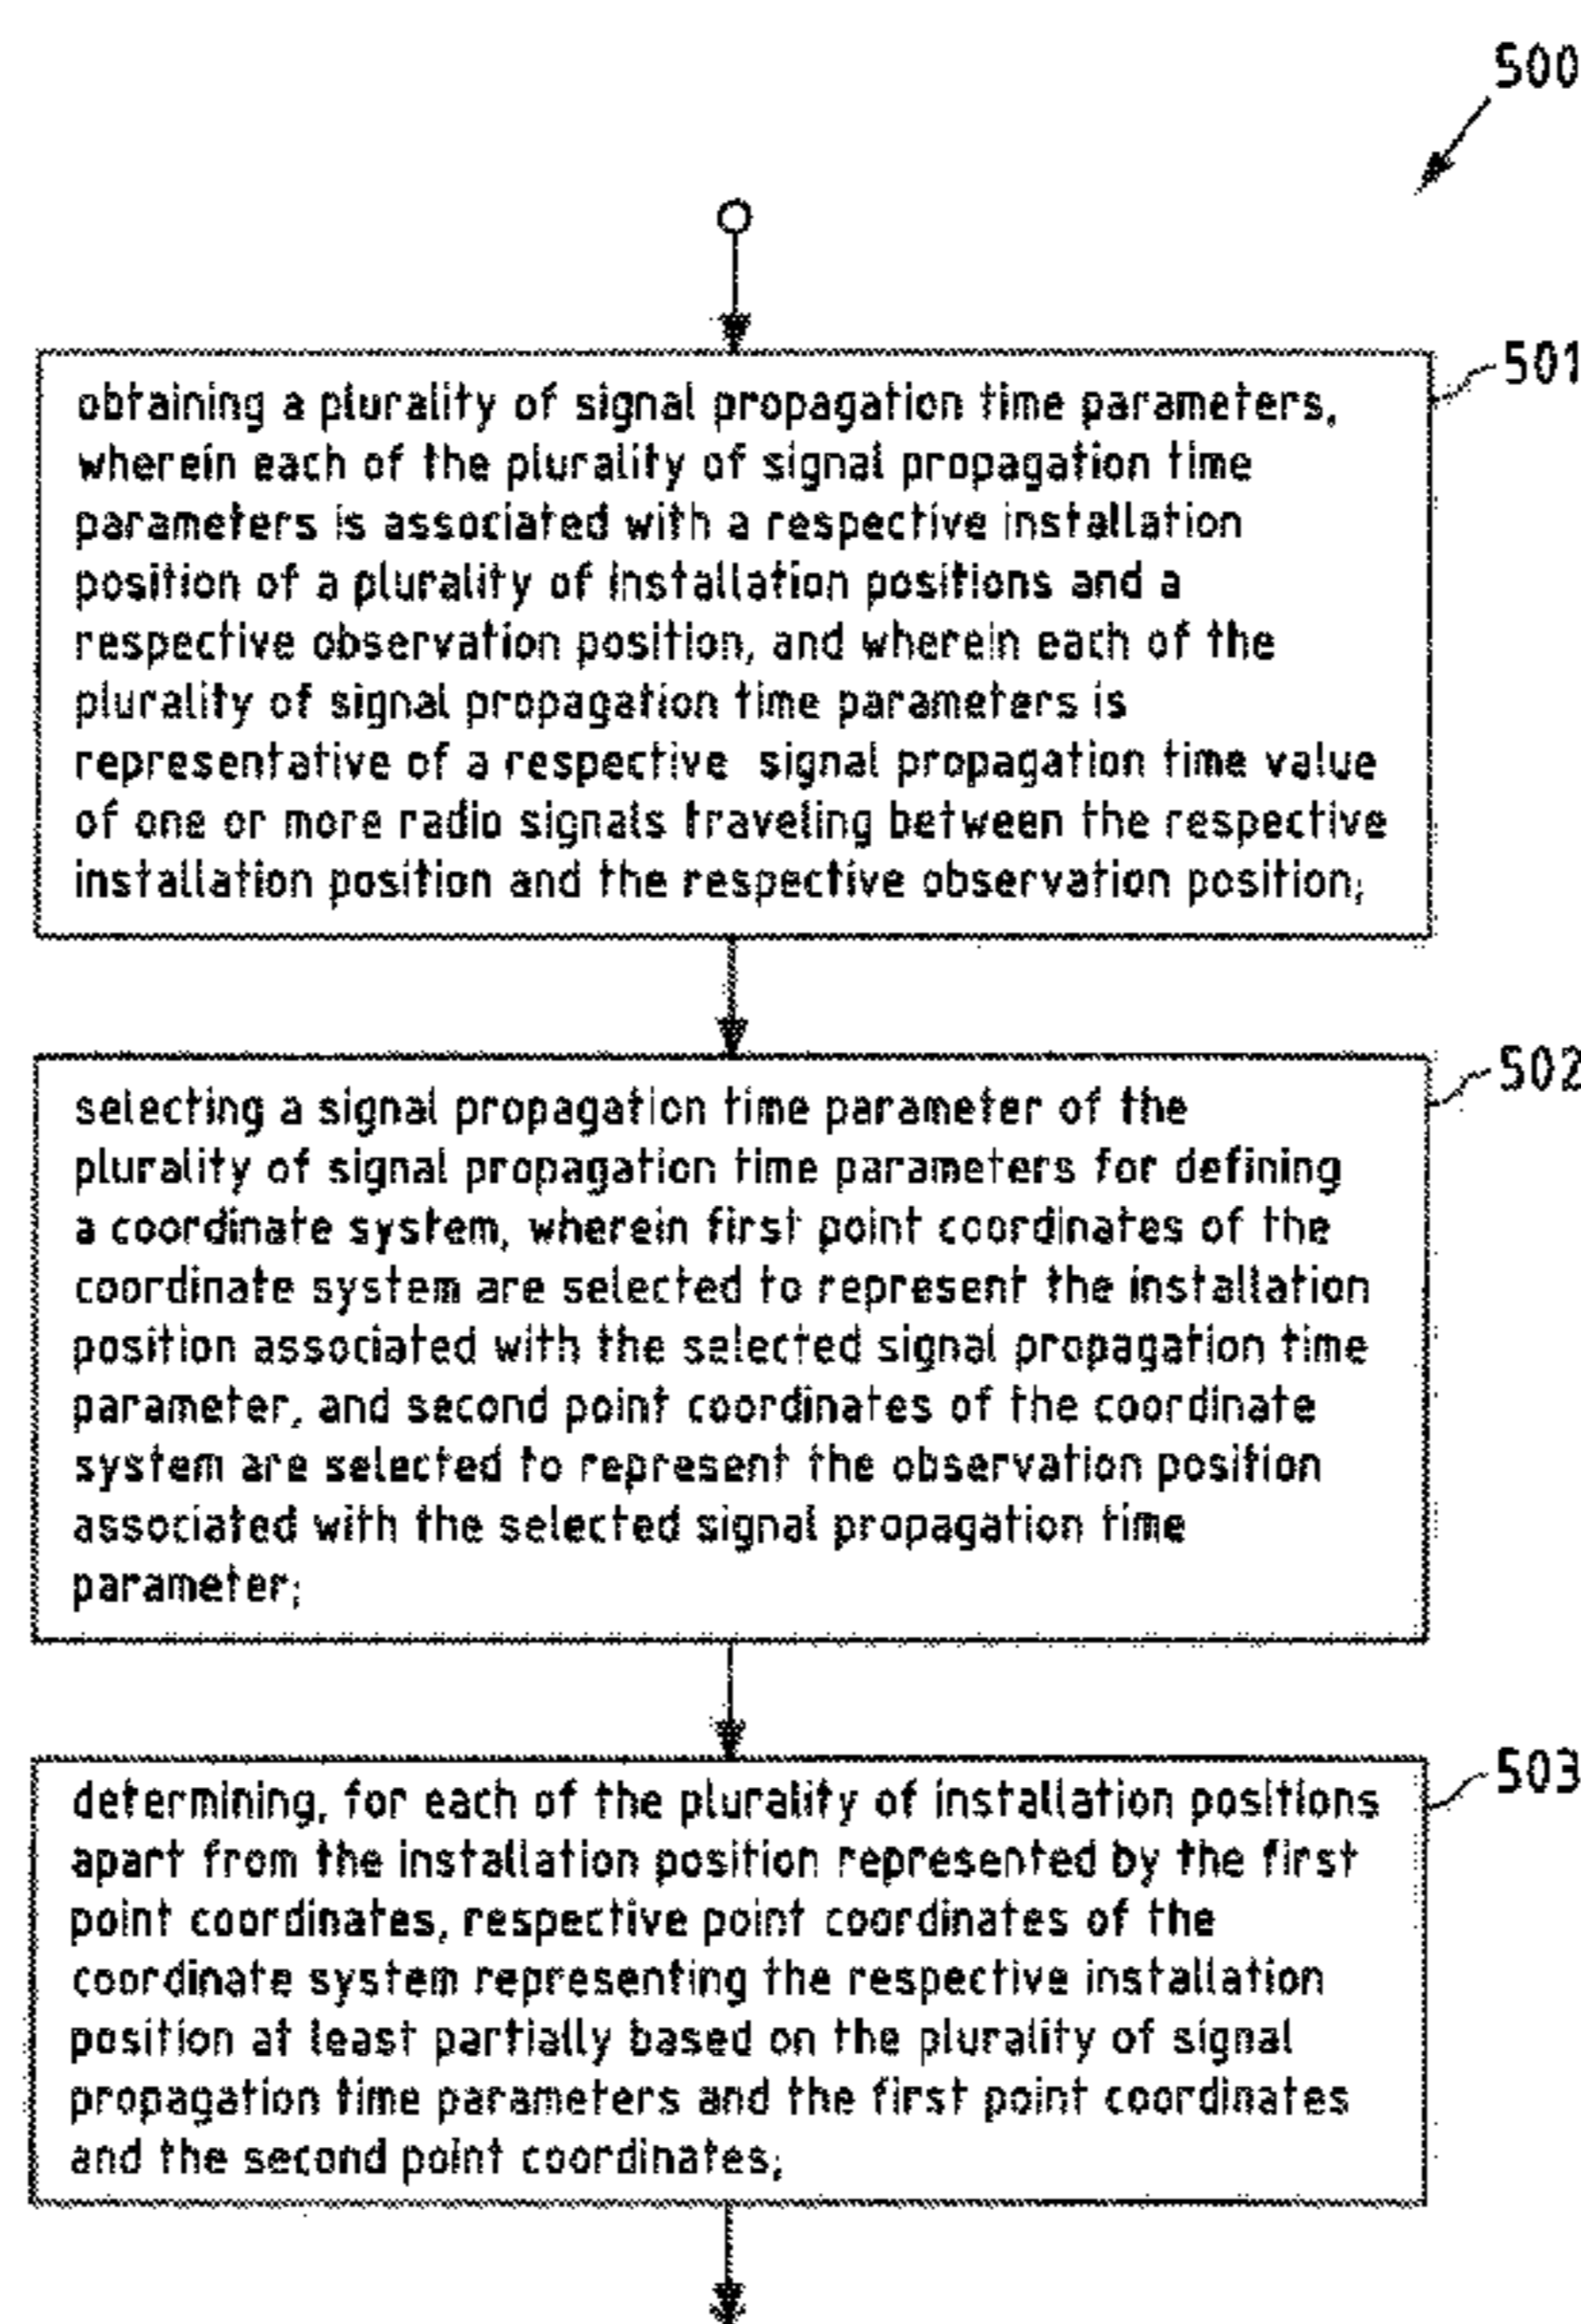 500
501
obtaining a plurality of signal propagation time parameters,
wherein each of the plurality of signal propagation time
parameters is associated with a respective installation
position of a plurality of installation positions and a
respective observation position, and wherein each of the
plurality of signal propagation time parameters is
representative of a respective signal propagation time value
of one or more radio signals traveling between the respective
installation position and the respective observation position;
502
selecting a signal propagation time parameter of the
plurality of signal propagation time parameters for defining
a coordinate system, wherein first point coordinates of the
coordinate system are selected to represent the installation
position associated with the selected signal propagation time
parameter, and second point coordinates of the coordinate
system are selected to represent the observation position
associated with the selected signal propagation time
parameter;
503
determining, for each of the plurality of installation positions
apart from the installation position represented by the first
point coordinates, respective point coordinates of the
coordinate system representing the respective installation
position at least partially based on the plurality of signal
propagation time parameters and the first point coordinates
and the second point coordinates;